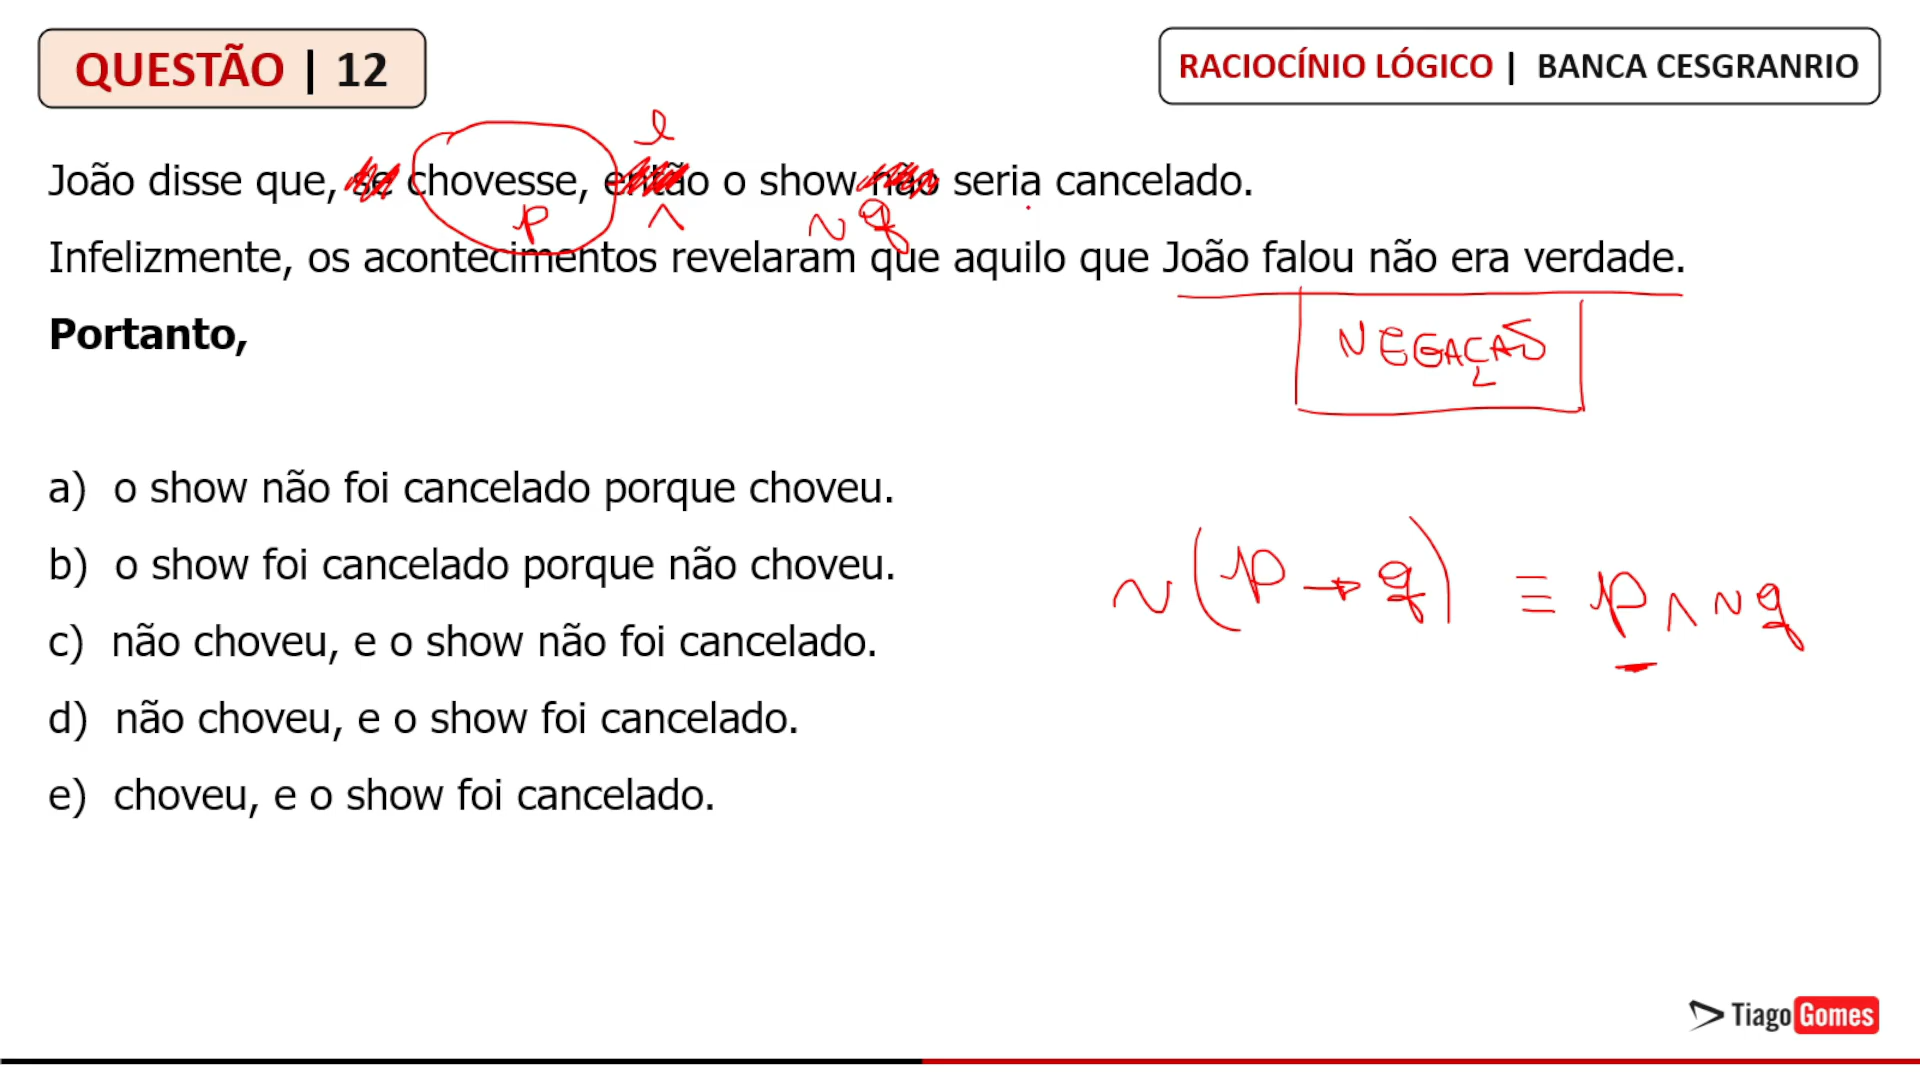 QUESTÃO | 12
RACIOCÍNIO LÓGICO | BANCA CESGRANRIO
e
João disse que, se chovesse, então o show não seria cancelado.
p ∧ ~q
Infelizmente, os acontecimentos revelaram que aquilo que João falou não era verdade.
Portanto,
NEGAÇÃO
a) o show não foi cancelado porque choveu.
b) o show foi cancelado porque não choveu.
~(p → q) ≡ p ∧ ~q
c) não choveu, e o show não foi cancelado.
d) não choveu, e o show foi cancelado.
e) choveu, e o show foi cancelado.
Tiago Gomes